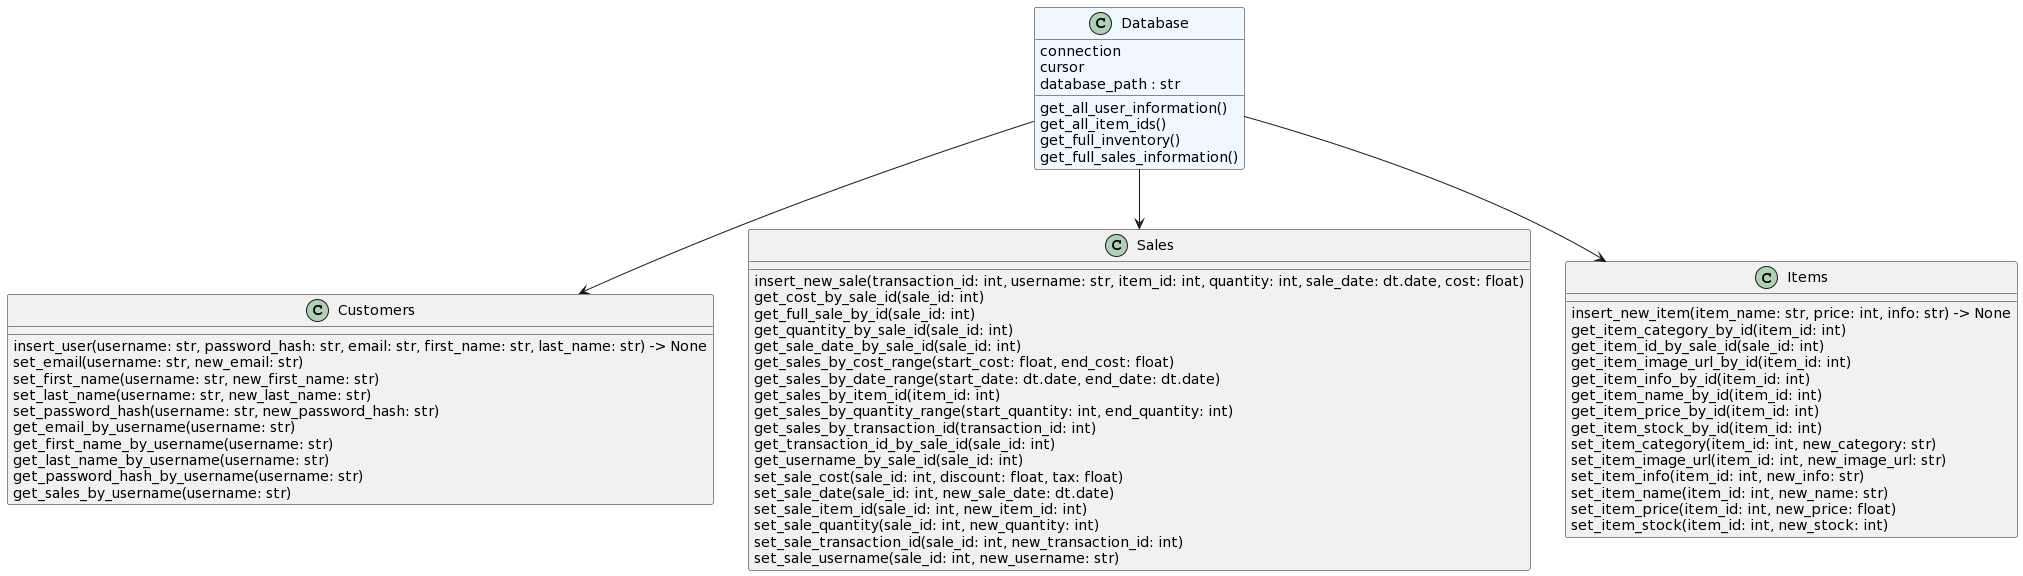 C Database
connection
cursor
database_path : str
get_all_user_information()
get_all_item_ids()
get_full_inventory()
get_full_sales_information()
C Customers
insert_user(username: str, password_hash: str, email: str, first_name: str, last_name: str) -> None
set_email(username: str, new_email: str)
set_first_name(username: str, new_first_name: str)
set_last_name(username: str, new_last_name: str)
set_password_hash(username: str, new_password_hash: str)
get_email_by_username(username: str)
get_first_name_by_username(username: str)
get_last_name_by_username(username: str)
get_password_hash_by_username(username: str)
get_sales_by_username(username: str)
C Sales
insert_new_sale(transaction_id: int, username: str, item_id: int, quantity: int, sale_date: dt.date, cost: float)
get_cost_by_sale_id(sale_id: int)
get_full_sale_by_id(sale_id: int)
get_quantity_by_sale_id(sale_id: int)
get_sale_date_by_sale_id(sale_id: int)
get_sales_by_cost_range(start_cost: float, end_cost: float)
get_sales_by_date_range(start_date: dt.date, end_date: dt.date)
get_sales_by_item_id(item_id: int)
get_sales_by_quantity_range(start_quantity: int, end_quantity: int)
get_sales_by_transaction_id(transaction_id: int)
get_transaction_id_by_sale_id(sale_id: int)
get_username_by_sale_id(sale_id: int)
set_sale_cost(sale_id: int, discount: float, tax: float)
set_sale_date(sale_id: int, new_sale_date: dt.date)
set_sale_item_id(sale_id: int, new_item_id: int)
set_sale_quantity(sale_id: int, new_quantity: int)
set_sale_transaction_id(sale_id: int, new_transaction_id: int)
set_sale_username(sale_id: int, new_username: str)
C Items
insert_new_item(item_name: str, price: int, info: str) -> None
get_item_category_by_id(item_id: int)
get_item_id_by_sale_id(sale_id: int)
get_item_image_url_by_id(item_id: int)
get_item_info_by_id(item_id: int)
get_item_name_by_id(item_id: int)
get_item_price_by_id(item_id: int)
get_item_stock_by_id(item_id: int)
set_item_category(item_id: int, new_category: str)
set_item_image_url(item_id: int, new_image_url: str)
set_item_info(item_id: int, new_info: str)
set_item_name(item_id: int, new_name: str)
set_item_price(item_id: int, new_price: float)
set_item_stock(item_id: int, new_stock: int)